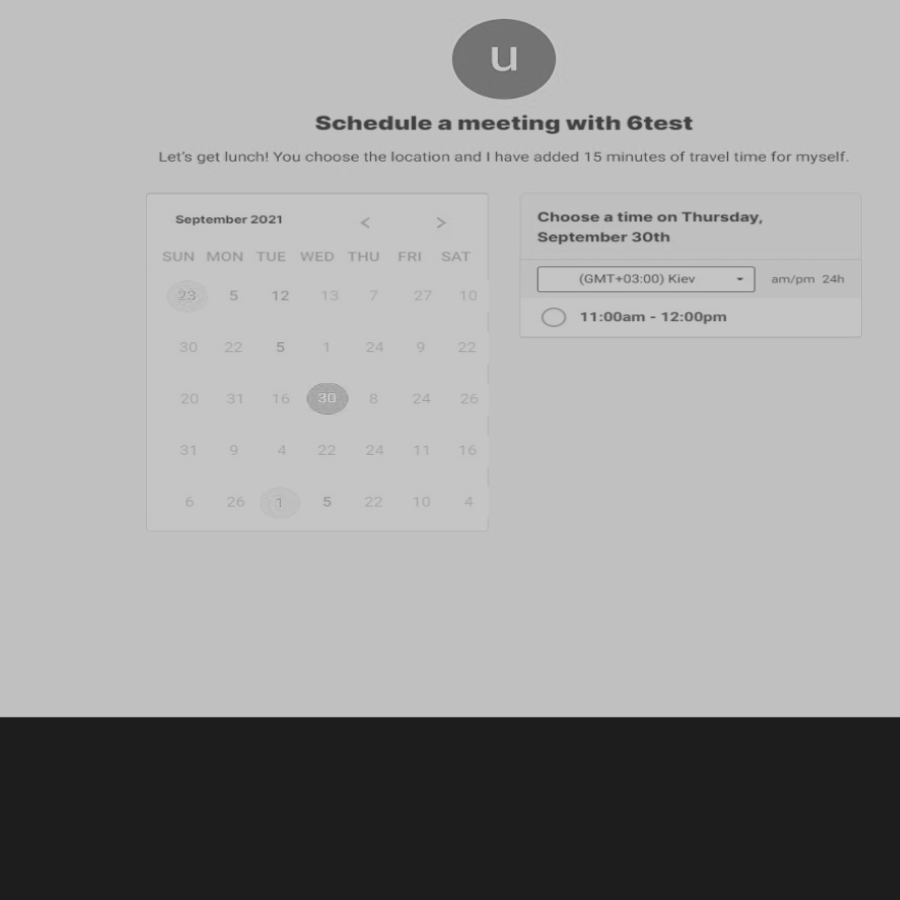 u
Schedule a meeting with 6test
Let's get lunch! You choose the location and I have added 15 minutes of travel time for myself.
September 2021 < >
SUN MON TUE WED THU FRI SAT
23 5 12 13 7 27 10
30 22 5 1 24 9 22
20 31 16 30 8 24 26
31 9 4 22 24 11 16
6 26 1 5 22 10 4
Choose a time on Thursday,
September 30th
(GMT+03:00) Kiev am/pm 24h
11:00am - 12:00pm